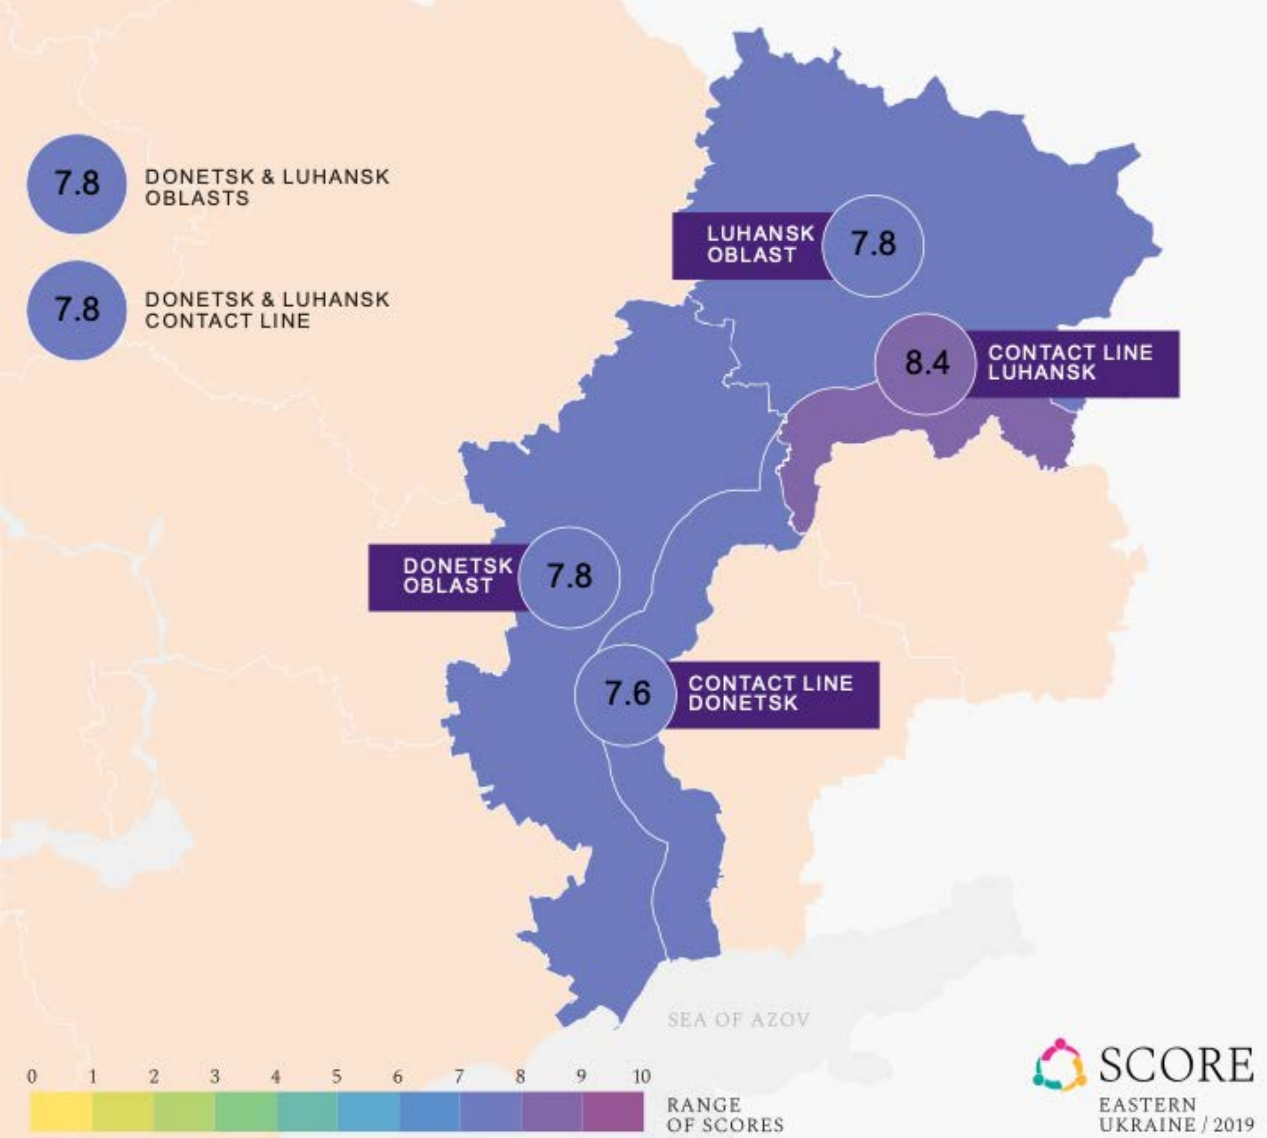 7.8
DONETSK & LUHANSK
OBLASTS
7.8
DONETSK & LUHANSK
CONTACT LINE
LUHANSK
OBLAST
7.8
8.4
CONTACT LINE
LUHANSK
DONETSK
OBLAST
7.8
7.6
CONTACT LINE
DONETSK
SEA OF AZOV
0 1 2 3 4 5 6 7 8 9 10
RANGE
OF SCORES
SCORE
EASTERN
UKRAINE / 2019